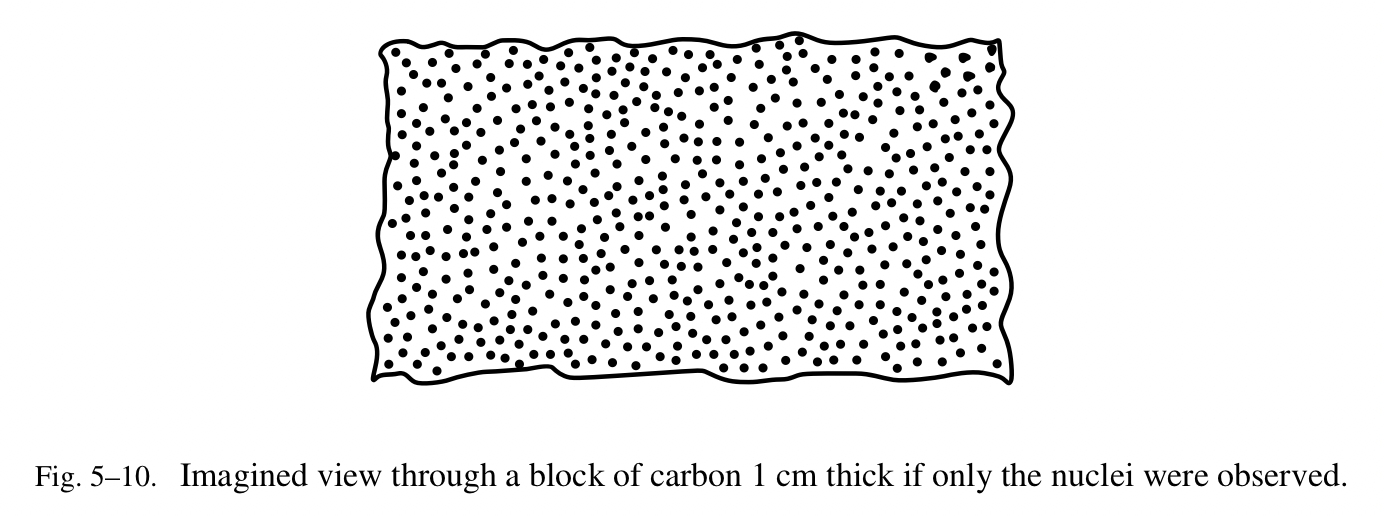 Fig. 5–10. Imagined view through a block of carbon 1 cm thick if only the nuclei were observed.